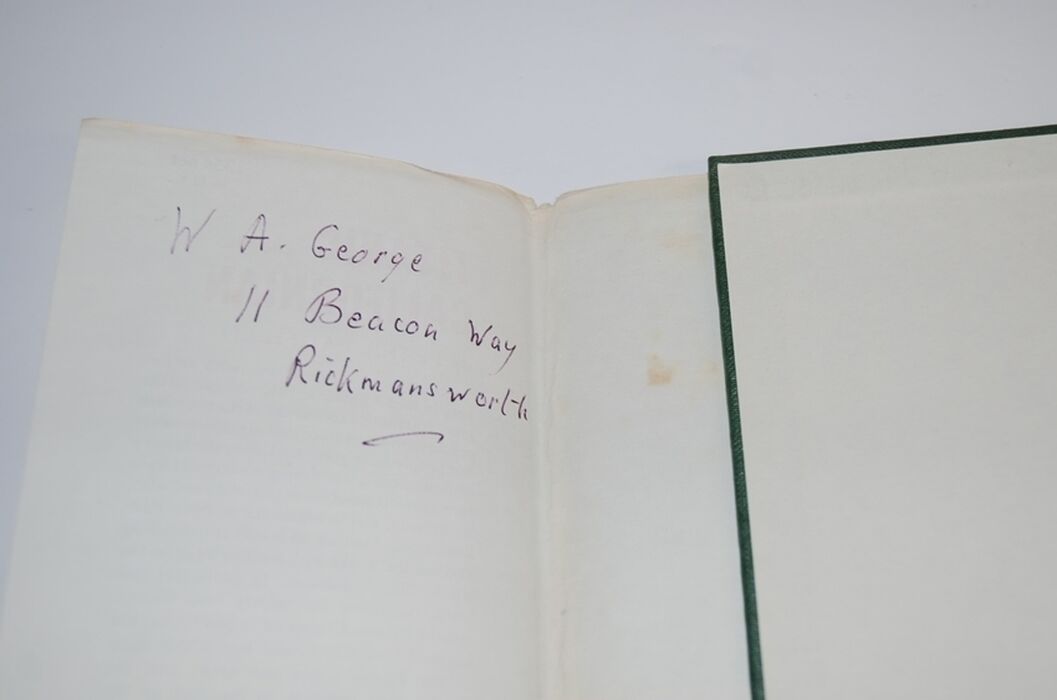 W A. George
11 Beacon Way
Rickmansworth